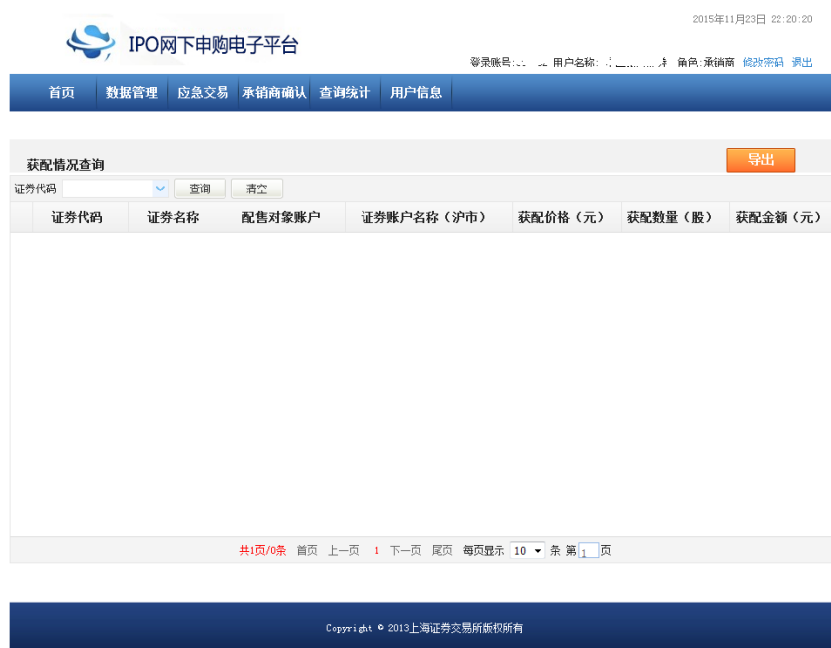 2015年11月23日 22:20:20
IPO网下申购电子平台
登录账号: 用户名称: 角色:承销商 修改密码 退出
首页 数据管理 应急交易 承销商确认 查询统计 用户信息
获配情况查询 导出
证券代码 查询 清空
证券代码 证券名称 配售对象账户 证券账户名称（沪市） 获配价格（元） 获配数量（股） 获配金额（元）
共1页/0条 首页 上一页 1 下一页 尾页 每页显示 10 条 第 1 页
Copyright © 2013上海证券交易所版权所有